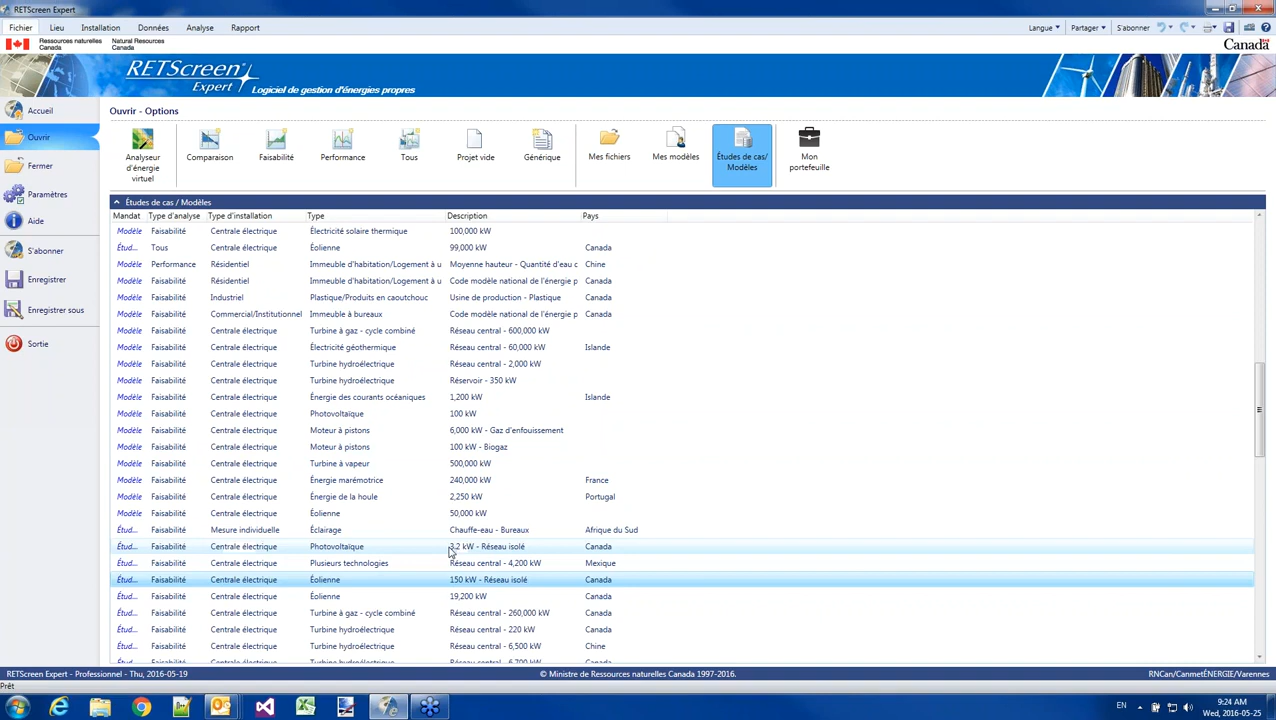 RETScreen Expert
Fichier Lieu Installation Données Analyse Rapport Langue Partager S'abonner
Ressources naturelles Canada Natural Resources Canada Canada
RETScreen®
Expert Logiciel de gestion d'énergies propres
Accueil
Ouvrir
Fermer
Paramètres
Aide
S'abonner
Enregistrer
Enregistrer sous
Sortie
Ouvrir - Options
Analyseur d'énergie virtuel
Comparaison
Faisabilité
Performance
Tous
Projet vide
Générique
Mes fichiers
Mes modèles
Études de cas/ Modèles
Mon portefeuille
Études de cas / Modèles
Mandat Type d'analyse Type d'installation Type Description Pays
Modèle Faisabilité Centrale électrique Électricité solaire thermique 100,000 kW
Étud... Tous Centrale électrique Éolienne 99,000 kW Canada
Modèle Performance Résidentiel Immeuble d'habitation/Logement à u Moyenne hauteur - Quantité d'eau c Chine
Modèle Faisabilité Résidentiel Immeuble d'habitation/Logement à u Code modèle national de l'énergie p Canada
Modèle Faisabilité Industriel Plastique/Produits en caoutchouc Usine de production - Plastique Canada
Modèle Faisabilité Commercial/Institutionnel Immeuble à bureaux Code modèle national de l'énergie p Canada
Modèle Faisabilité Centrale électrique Turbine à gaz - cycle combiné Réseau central - 600,000 kW
Modèle Faisabilité Centrale électrique Électricité géothermique Réseau central - 60,000 kW Islande
Modèle Faisabilité Centrale électrique Turbine hydroélectrique Réseau central - 2,000 kW
Modèle Faisabilité Centrale électrique Turbine hydroélectrique Réservoir - 350 kW
Modèle Faisabilité Centrale électrique Énergie des courants océaniques 1,200 kW Islande
Modèle Faisabilité Centrale électrique Photovoltaïque 100 kW
Modèle Faisabilité Centrale électrique Moteur à pistons 6,000 kW - Gaz d'enfouissement
Modèle Faisabilité Centrale électrique Moteur à pistons 100 kW - Biogaz
Modèle Faisabilité Centrale électrique Turbine à vapeur 500,000 kW
Modèle Faisabilité Centrale électrique Énergie marémotrice 240,000 kW France
Modèle Faisabilité Centrale électrique Énergie de la houle 2,250 kW Portugal
Modèle Faisabilité Centrale électrique Éolienne 50,000 kW
Étud... Faisabilité Mesure individuelle Éclairage Chauffe-eau - Bureaux Afrique du Sud
Étud... Faisabilité Centrale électrique Photovoltaïque 3.2 kW - Réseau isolé Canada
Étud... Faisabilité Centrale électrique Plusieurs technologies Réseau central - 4,200 kW Mexique
Étud... Faisabilité Centrale électrique Éolienne 150 kW - Réseau isolé Canada
Étud... Faisabilité Centrale électrique Éolienne 19,200 kW Canada
Étud... Faisabilité Centrale électrique Turbine à gaz - cycle combiné Réseau central - 260,000 kW Canada
Étud... Faisabilité Centrale électrique Turbine hydroélectrique Réseau central - 220 kW Canada
Étud... Faisabilité Centrale électrique Turbine hydroélectrique Réseau central - 6,500 kW Chine
Étud... Faisabilité Centrale électrique Turbine hydroélectrique Réseau central - 6,700 kW Canada
RETScreen Expert - Professionnel - Thu, 2016-05-19 © Ministre de Ressources naturelles Canada 1997-2016. RNCan/CanmetÉNERGIE/Varennes
Prêt
EN 9:24 AM
Wed, 2016-05-25